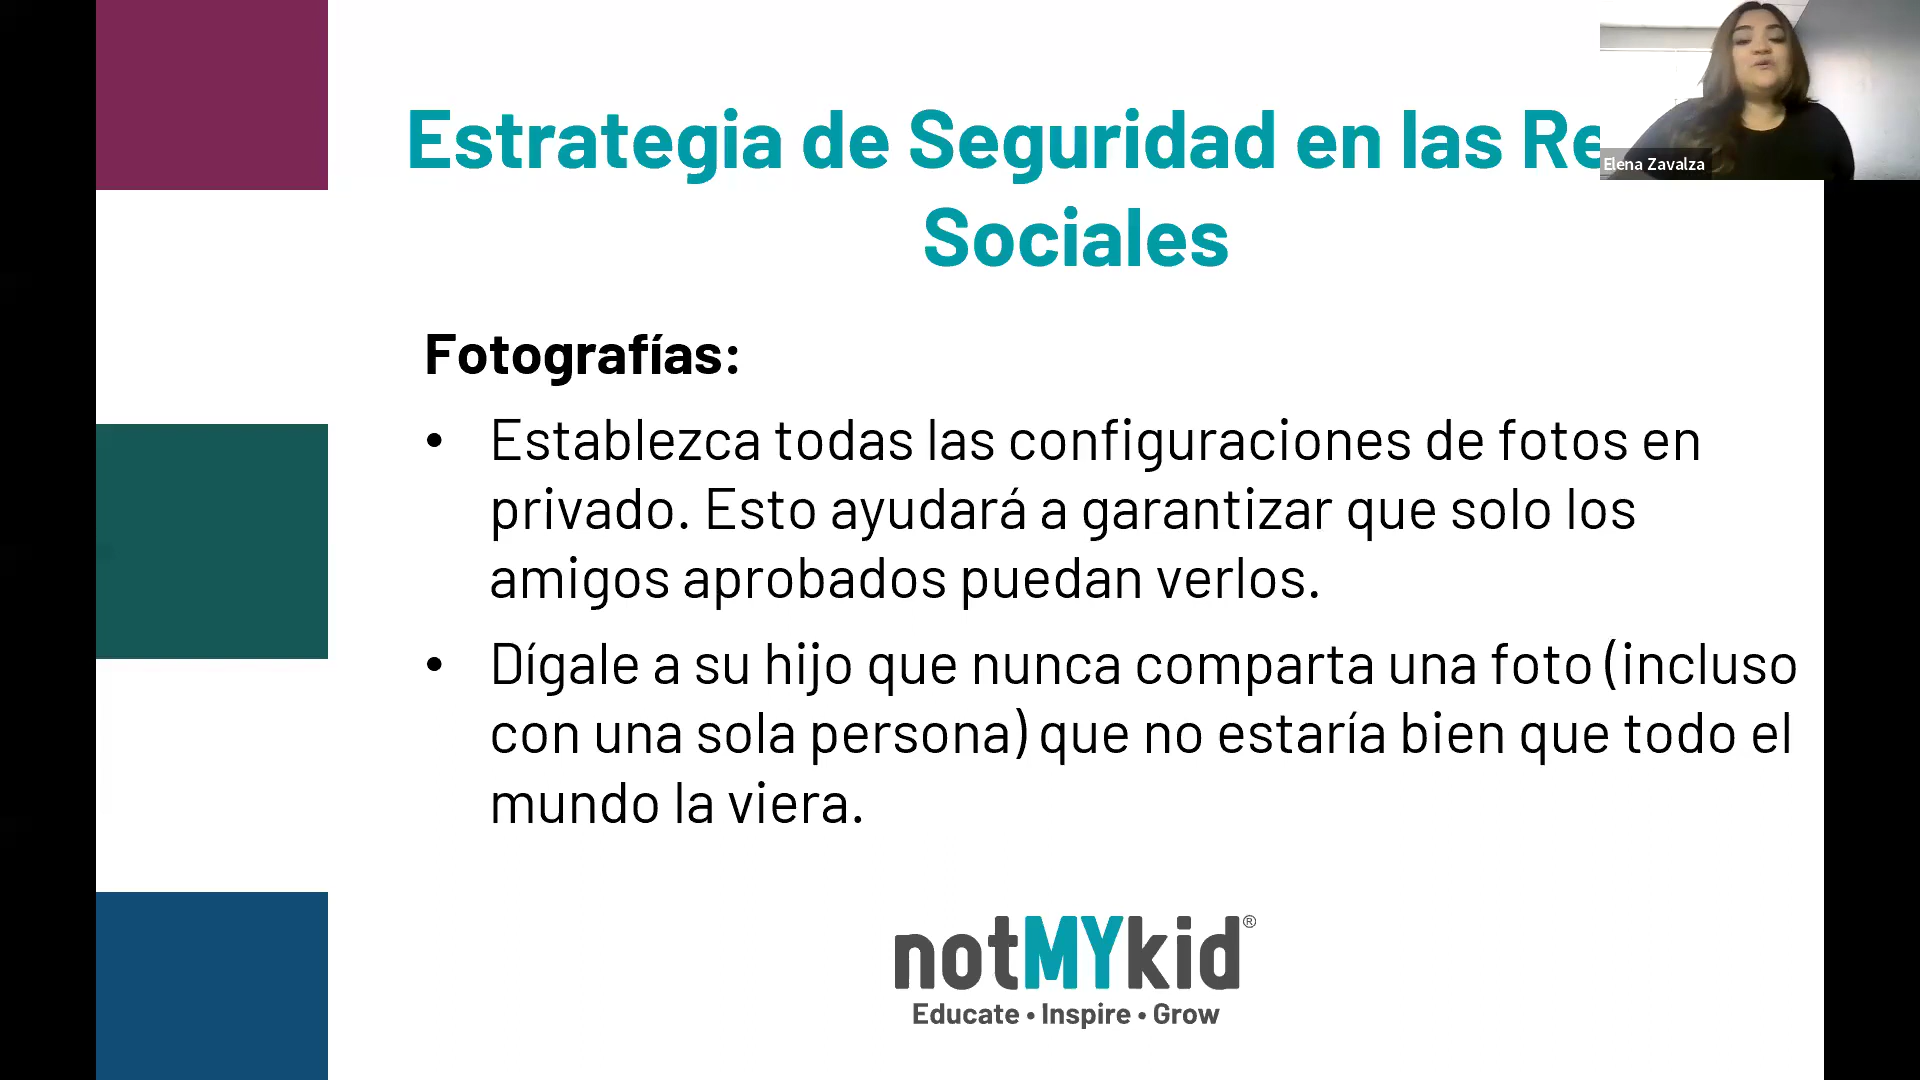 Estrategia de Seguridad en las Re
Sociales
Elena Zavalza
Fotografías:
• Establezca todas las configuraciones de fotos en
privado. Esto ayudará a garantizar que solo los
amigos aprobados puedan verlos.
• Dígale a su hijo que nunca comparta una foto (incluso
con una sola persona) que no estaría bien que todo el
mundo la viera.
notMYkid®
Educate • Inspire • Grow